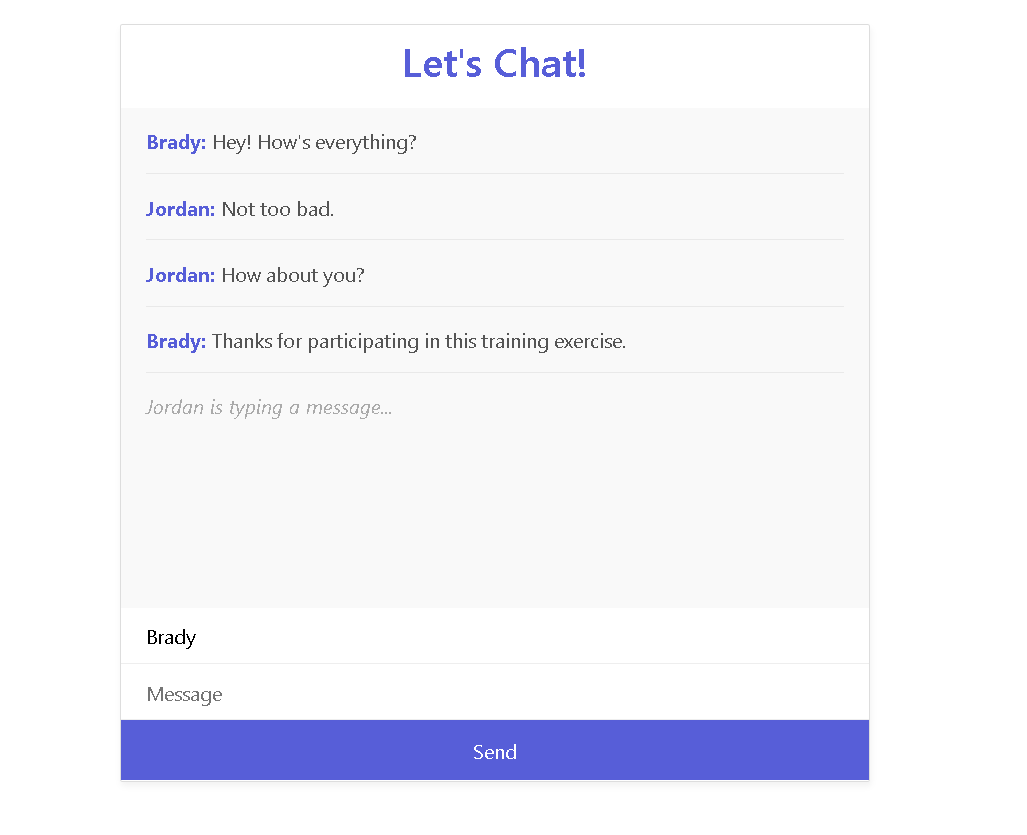 Let's Chat!
Brady: Hey! How's everything?
Jordan: Not too bad.
Jordan: How about you?
Brady: Thanks for participating in this training exercise.
Jordan is typing a message...
Brady
Message
Send